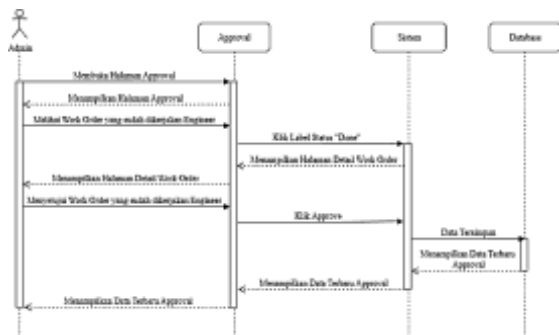 Admin
Approval
Sistem
Database
Membuka Halaman Approval
Menampilkan Halaman Approval
Melihat Work Order yang sudah dikerjakan Engineer
Klik Label Status "Done"
Menampilkan Halaman Detail Work Order
Menampilkan Halaman Detail Work Order
Menyetujui Work Order yang sudah dikerjakan Engineer
Klik Approve
Data Tersimpan
Menampilkan Data Terbaru
Approval
Menampilkan Data Terbaru Approval
Menampilkan Data Terbaru Approval